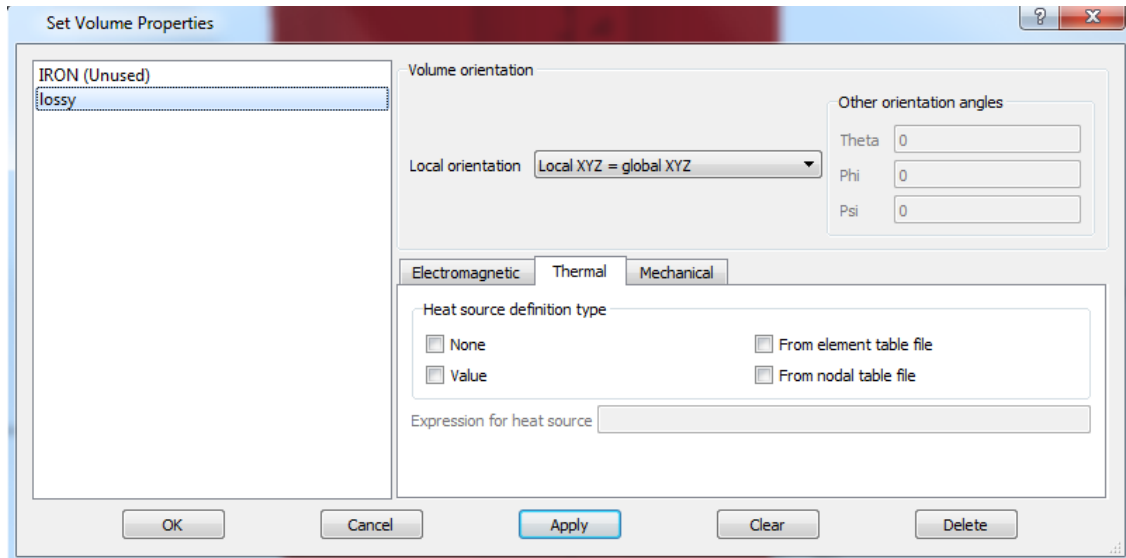 Set Volume Properties
?
X
IRON (Unused)
lossy
Volume orientation
Local orientation
Local XYZ = global XYZ
Other orientation angles
Theta 0
Phi 0
Psi 0
Electromagnetic Thermal Mechanical
Heat source definition type
None From element table file
Value From nodal table file
Expression for heat source
OK Cancel Apply Clear Delete